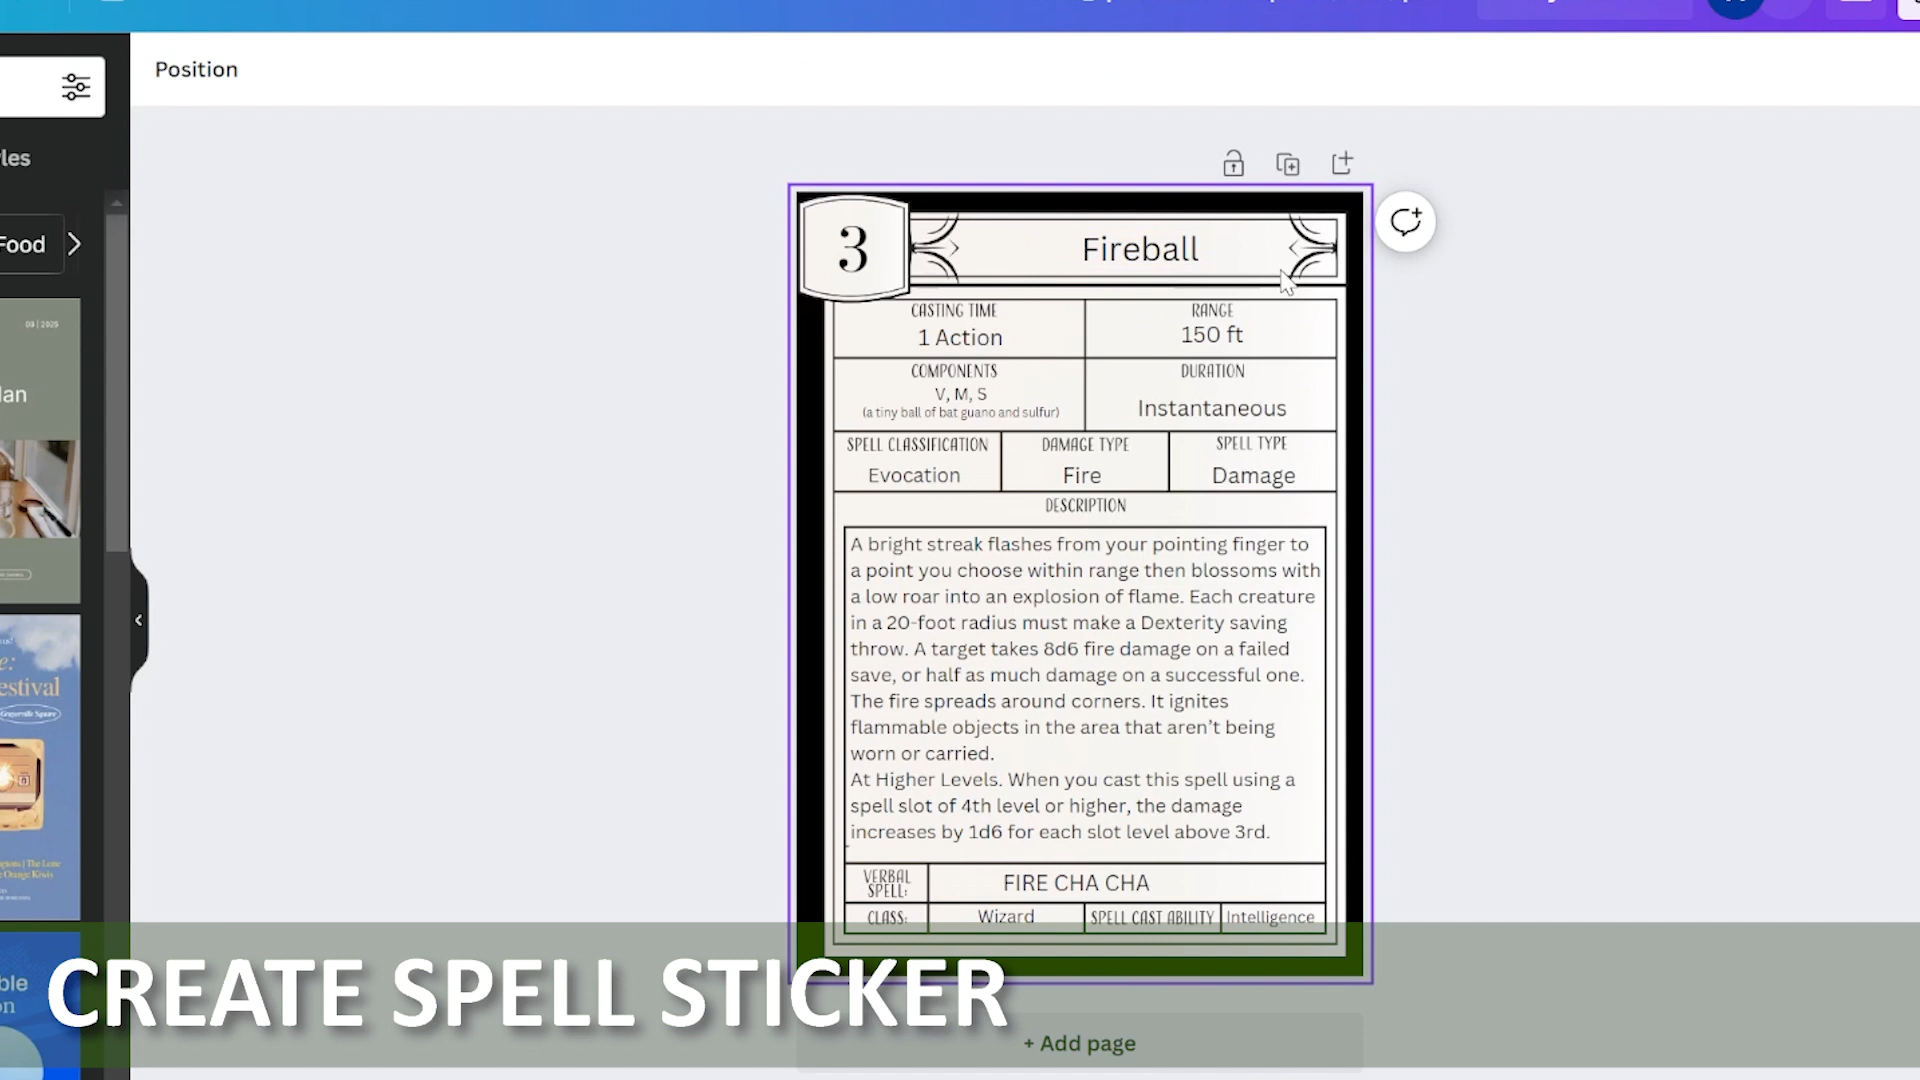 Position
les
Food
03 | 2025
lan
e:
estival
Grayerville Square
ble
on
3
Fireball
CASTING TIME
1 Action
RANGE
150 ft
COMPONENTS
V, M, S
(a tiny ball of bat guano and sulfur)
DURATION
Instantaneous
SPELL CLASSIFICATION
Evocation
DAMAGE TYPE
Fire
SPELL TYPE
Damage
DESCRIPTION
A bright streak flashes from your pointing finger to
a point you choose within range then blossoms with
a low roar into an explosion of flame. Each creature
in a 20-foot radius must make a Dexterity saving
throw. A target takes 8d6 fire damage on a failed
save, or half as much damage on a successful one.
The fire spreads around corners. It ignites
flammable objects in the area that aren’t being
worn or carried.
At Higher Levels. When you cast this spell using a
spell slot of 4th level or higher, the damage
increases by 1d6 for each slot level above 3rd.
VERBAL
SPELL:
FIRE CHA CHA
CLASS:
Wizard
SPELL CAST ABILITY
Intelligence
CREATE SPELL STICKER
+ Add page